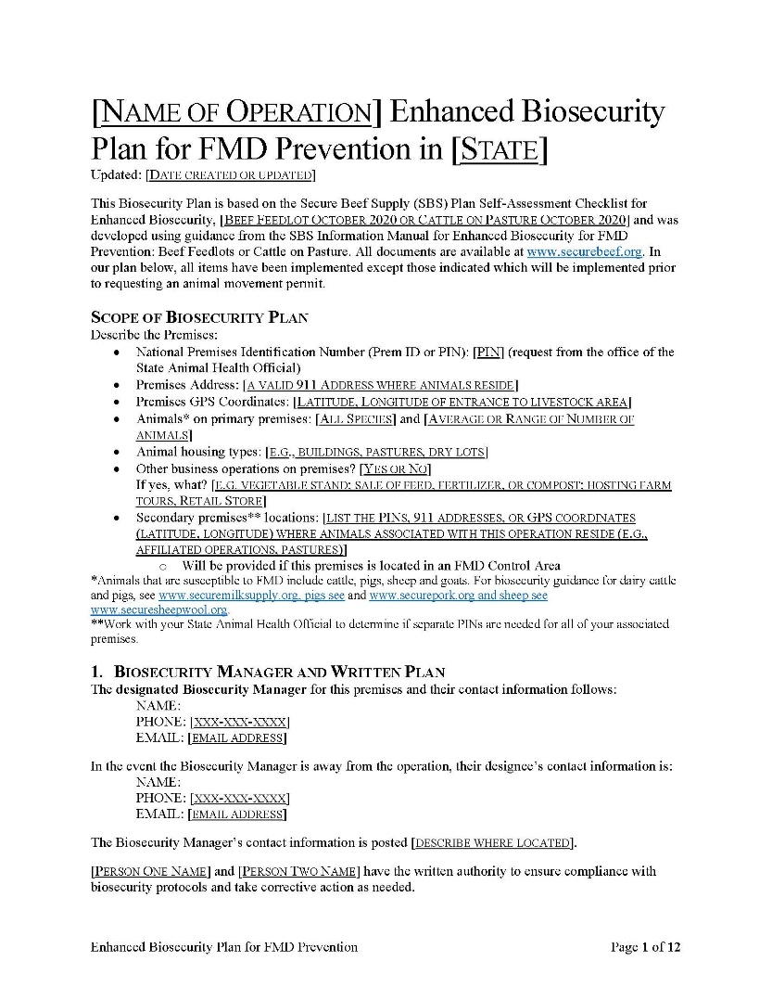 [NAME OF OPERATION] Enhanced Biosecurity
Plan for FMD Prevention in [STATE]
Updated: [DATE CREATED OR UPDATED]
This Biosecurity Plan is based on the Secure Beef Supply (SBS) Plan Self-Assessment Checklist for
Enhanced Biosecurity, [BEEF FEEDLOT OCTOBER 2020 OR CATTLE ON PASTURE OCTOBER 2020] and was
developed using guidance from the SBS Information Manual for Enhanced Biosecurity for FMD
Prevention: Beef Feedlots or Cattle on Pasture. All documents are available at www.securebeef.org. In
our plan below, all items have been implemented except those indicated which will be implemented prior
to requesting an animal movement permit.
SCOPE OF BIOSECURITY PLAN
Describe the Premises:
• National Premises Identification Number (Prem ID or PIN): [PIN] (request from the office of the
State Animal Health Official)
• Premises Address: [A VALID 911 ADDRESS WHERE ANIMALS RESIDE]
• Premises GPS Coordinates: [LATITUDE, LONGITUDE OF ENTRANCE TO LIVESTOCK AREA]
• Animals* on primary premises: [ALL SPECIES] and [AVERAGE OR RANGE OF NUMBER OF
ANIMALS]
• Animal housing types: [E.G., BUILDINGS, PASTURES, DRY LOTS]
• Other business operations on premises? [YES OR NO]
If yes, what? [E.G. VEGETABLE STAND; SALE OF FEED, FERTILIZER, OR COMPOST; HOSTING FARM
TOURS, RETAIL STORE]
• Secondary premises** locations: [LIST THE PINS, 911 ADDRESSES, OR GPS COORDINATES
(LATITUDE, LONGITUDE) WHERE ANIMALS ASSOCIATED WITH THIS OPERATION RESIDE (E.G.,
AFFILIATED OPERATIONS, PASTURES)]
o Will be provided if this premises is located in an FMD Control Area
*Animals that are susceptible to FMD include cattle, pigs, sheep and goats. For biosecurity guidance for dairy cattle
and pigs, see www.securemilksupply.org, pigs see and www.securepork.org and sheep see
www.securesheepwool.org.
**Work with your State Animal Health Official to determine if separate PINs are needed for all of your associated
premises.
1. BIOSECURITY MANAGER AND WRITTEN PLAN
The designated Biosecurity Manager for this premises and their contact information follows:
NAME:
PHONE: [XXX-XXX-XXXX]
EMAIL: [EMAIL ADDRESS]
In the event the Biosecurity Manager is away from the operation, their designee's contact information is:
NAME:
PHONE: [XXX-XXX-XXXX]
EMAIL: [EMAIL ADDRESS]
The Biosecurity Manager's contact information is posted [DESCRIBE WHERE LOCATED].
[PERSON ONE NAME] and [PERSON TWO NAME] have the written authority to ensure compliance with
biosecurity protocols and take corrective action as needed.
Enhanced Biosecurity Plan for FMD Prevention Page 1 of 12